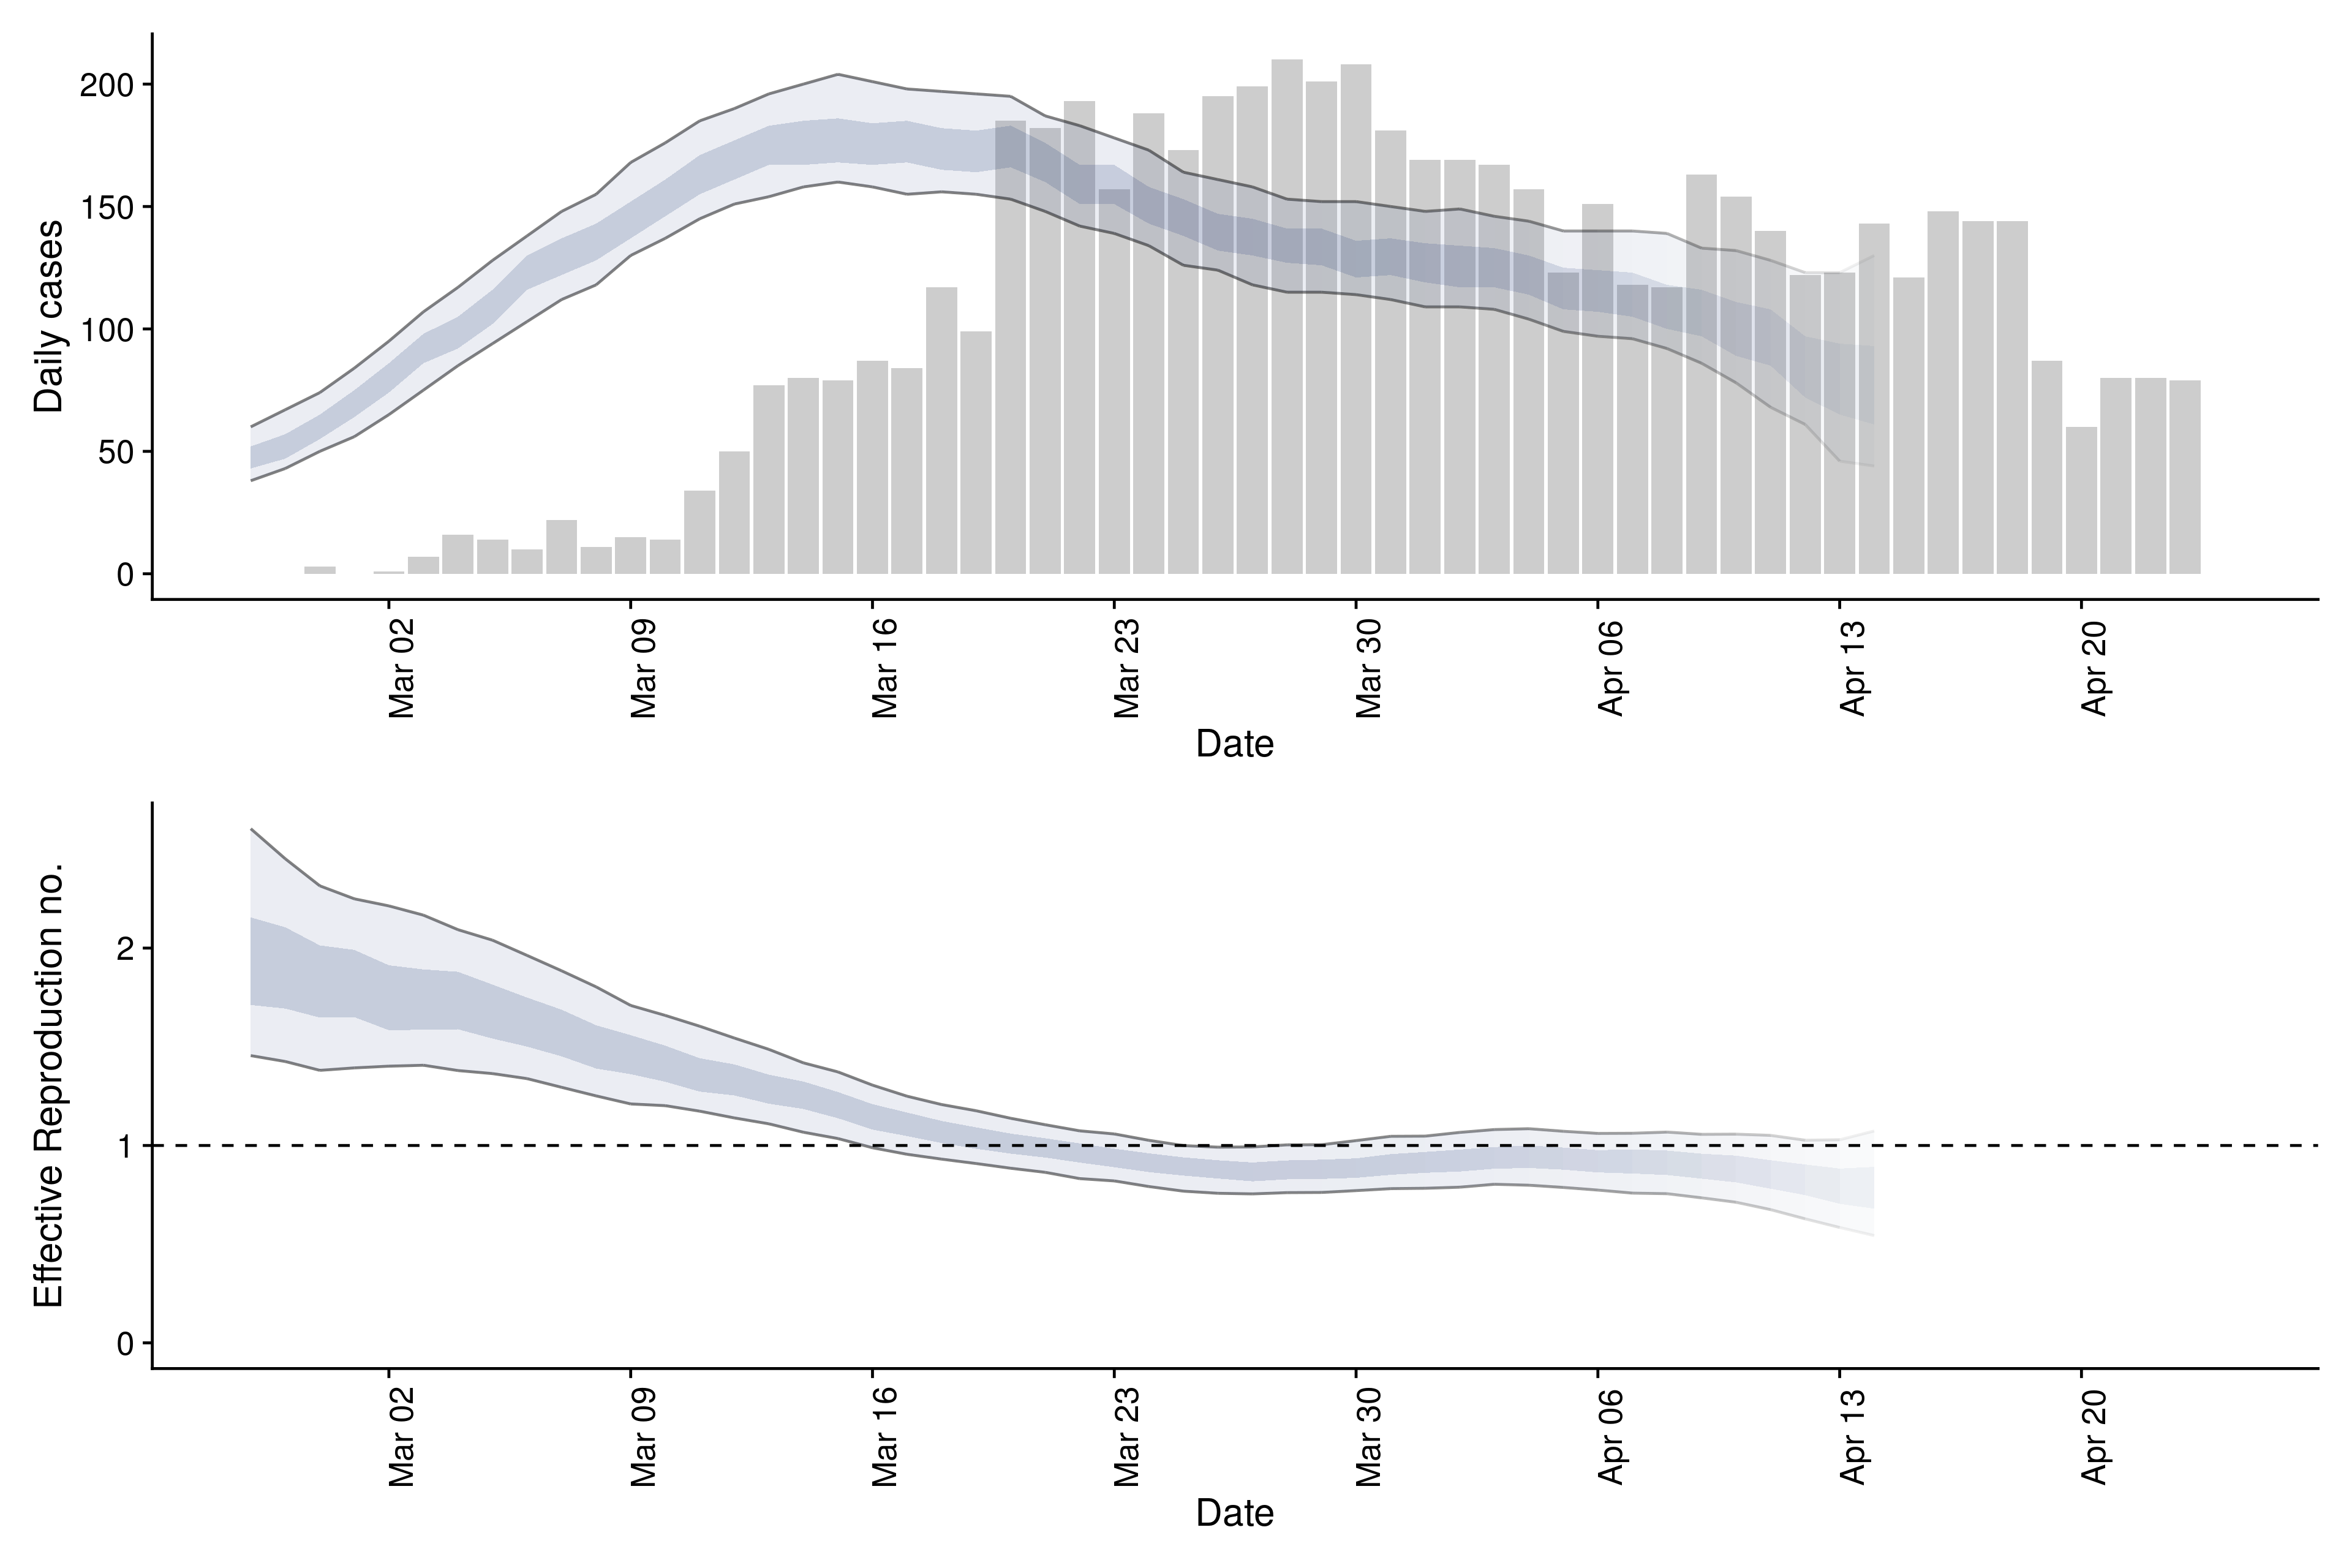 Daily cases
200
150
100
50
0
Mar 02
Mar 09
Mar 16
Mar 23
Mar 30
Apr 06
Apr 13
Apr 20
Date
Effective Reproduction no.
2
1
0
Mar 02
Mar 09
Mar 16
Mar 23
Mar 30
Apr 06
Apr 13
Apr 20
Date